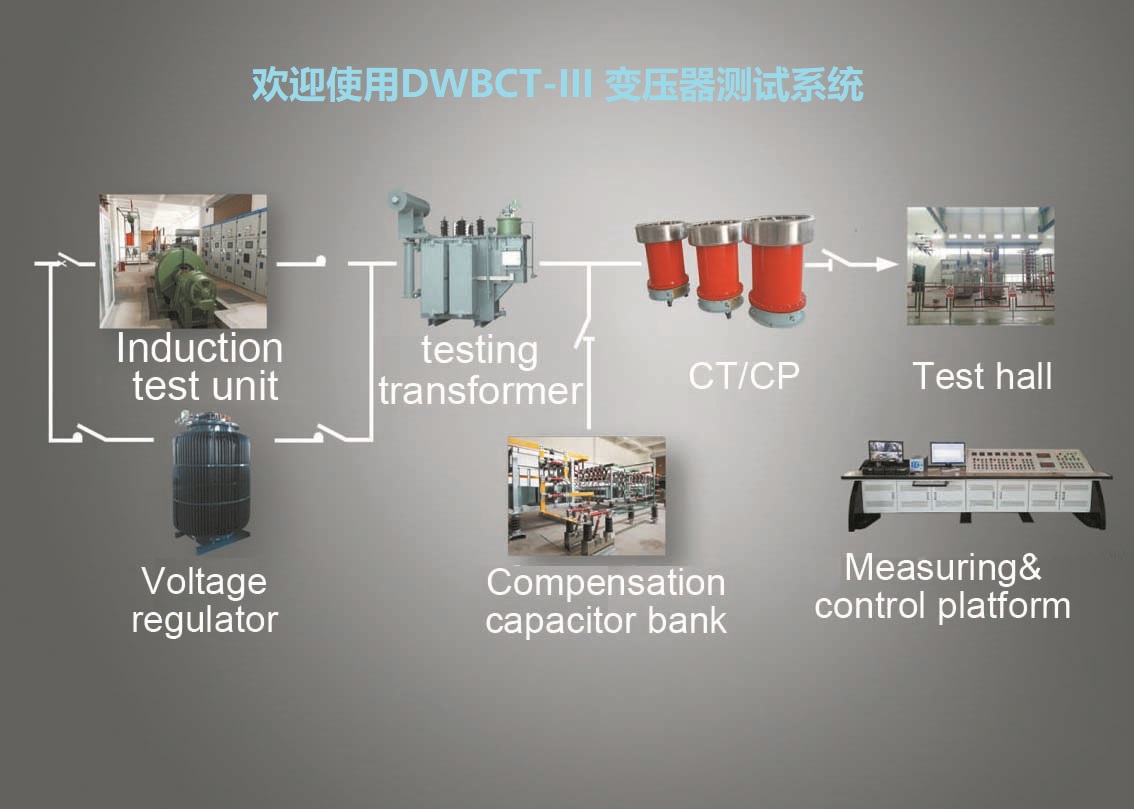 欢迎使用DWBCT-III 变压器测试系统
Induction
test unit
testing
transformer
CT/CP
Test hall
Voltage
regulator
Compensation
capacitor bank
Measuring&
control platform